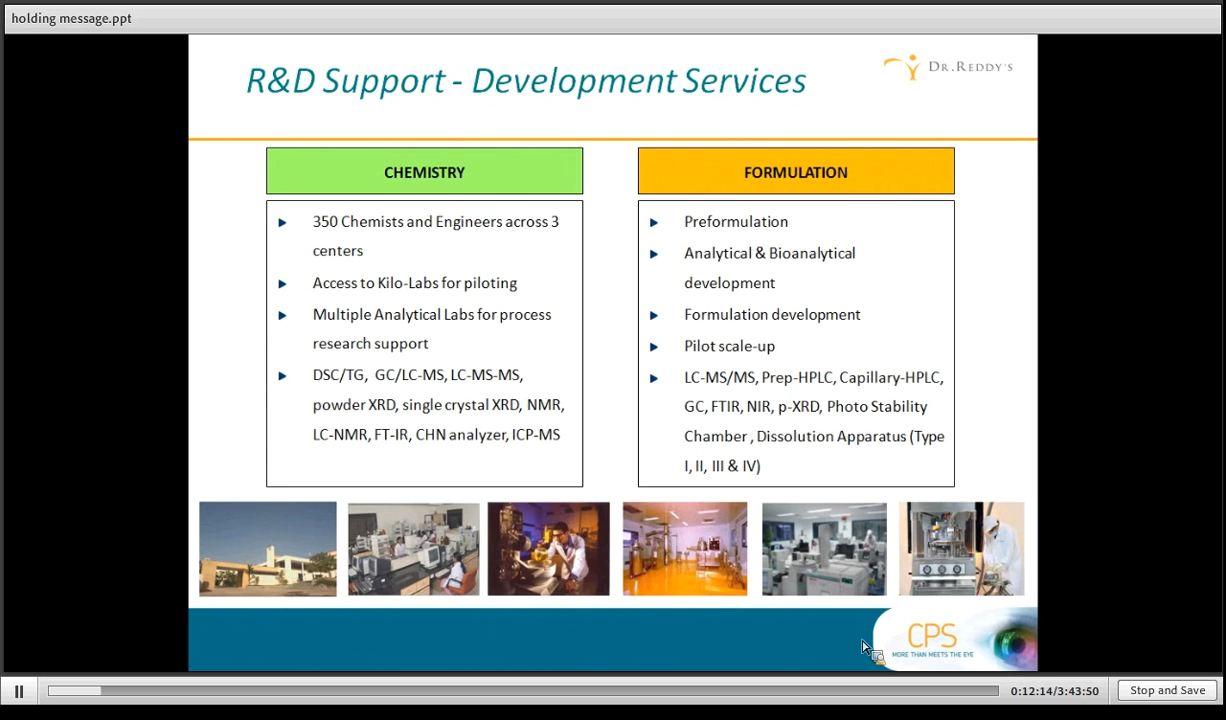 holding message.ppt
R&D Support - Development Services
DR.REDDY'S
CHEMISTRY
350 Chemists and Engineers across 3
centers
Access to Kilo-Labs for piloting
Multiple Analytical Labs for process
research support
DSC/TG, GC/LC-MS, LC-MS-MS,
powder XRD, single crystal XRD, NMR,
LC-NMR, FT-IR, CHN analyzer, ICP-MS
FORMULATION
Preformulation
Analytical & Bioanalytical
development
Formulation development
Pilot scale-up
LC-MS/MS, Prep-HPLC, Capillary-HPLC,
GC, FTIR, NIR, p-XRD, Photo Stability
Chamber , Dissolution Apparatus (Type
I, II, III & IV)
CPS
MORE THAN MEETS THE EYE
0:12:14/3:43:50
Stop and Save